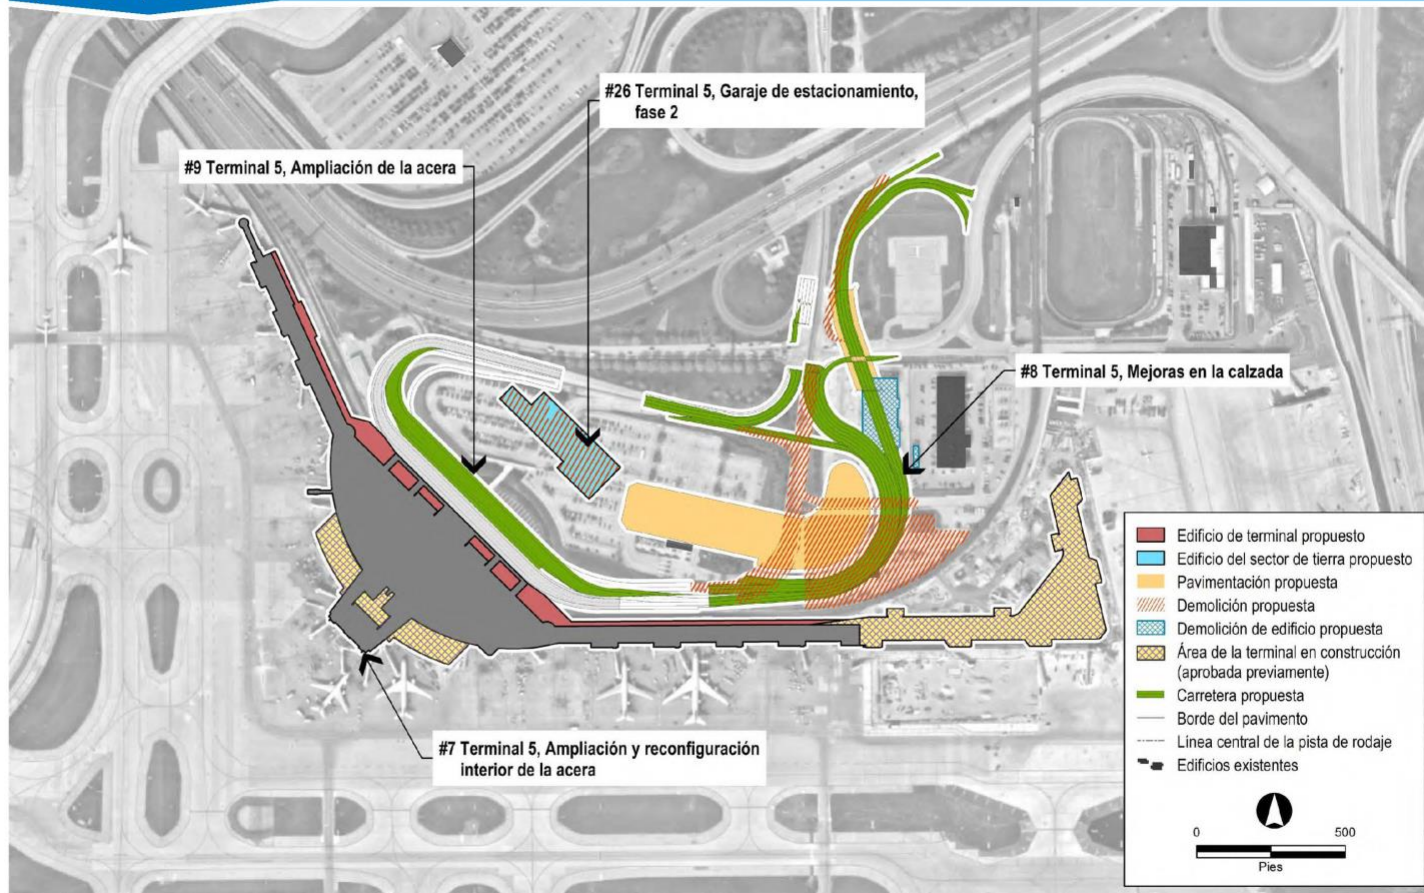 #26 Terminal 5, Garaje de estacionamiento,
fase 2
#9 Terminal 5, Ampliación de la acera
#8 Terminal 5, Mejoras en la calzada
#7 Terminal 5, Ampliación y reconfiguración
interior de la acera
Edificio de terminal propuesto
Edificio del sector de tierra propuesto
Pavimentación propuesta
Demolición propuesta
Demolición de edificio propuesta
Área de la terminal en construcción
(aprobada previamente)
Carretera propuesta
Borde del pavimento
Línea central de la pista de rodaje
Edificios existentes
0 500
Pies